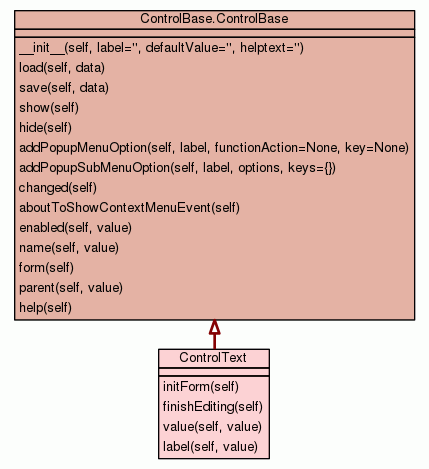 ControlBase.ControlBase
__init__(self, label='', defaultValue='', helptext='')
load(self, data)
save(self, data)
show(self)
hide(self)
addPopupMenuOption(self, label, functionAction=None, key=None)
addPopupSubMenuOption(self, label, options, keys={})
changed(self)
aboutToShowContextMenuEvent(self)
enabled(self, value)
name(self, value)
form(self)
parent(self, value)
help(self)
ControlText
initForm(self)
finishEditing(self)
value(self, value)
label(self, value)